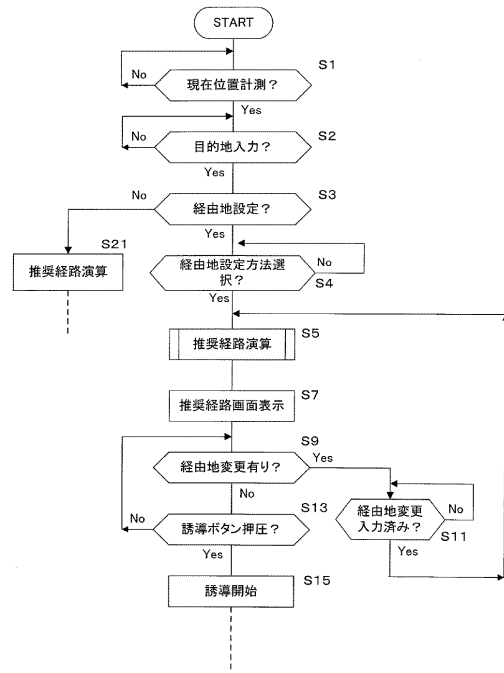 START
S1
No
現在位置計測？
Yes
S2
No
目的地入力？
Yes
No
S3
経由地設定？
Yes
S21
推奨経路演算
No
経由地設定方法選
択？
S4
Yes
S5
推奨経路演算
S7
推奨経路画面表示
S9
経由地変更有り？
Yes
No
経由地変更
入力済み？
No
S11
Yes
S13
No
誘導ボタン押圧？
Yes
S15
誘導開始